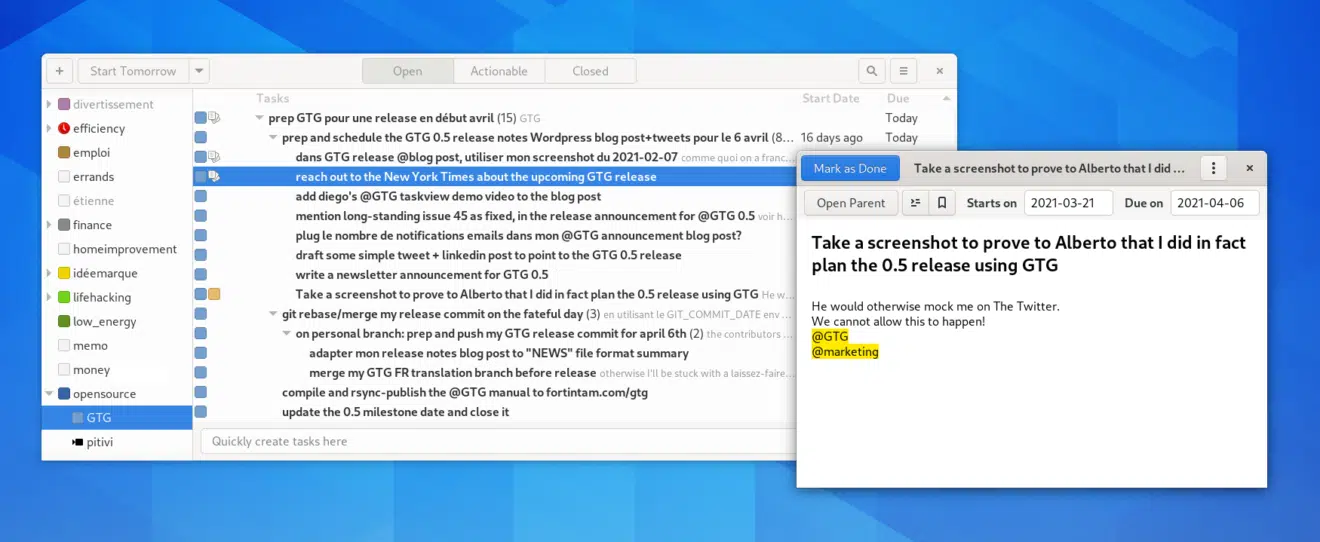 Start Tomorrow
Open
Actionable
Closed
divertissement
efficiency
emploi
errands
étienne
finance
homeimprovement
idéemarque
lifehacking
low_energy
memo
money
opensource
GTG
pitivi
Tasks Start Date Due
prep GTG pour une release en début avril (15) GTG Today
prep and schedule the GTG 0.5 release notes Wordpress blog post+tweets pour le 6 avril (8... 16 days ago Today
dans GTG release @blog post, utiliser mon screenshot du 2021-02-07 comme quoi on a franc...
reach out to the New York Times about the upcoming GTG release
add diego's @GTG taskview demo video to the blog post
mention long-standing issue 45 as fixed, in the release announcement for @GTG 0.5 voir h...
plug le nombre de notifications emails dans mon @GTG announcement blog post?
draft some simple tweet + linkedin post to point to the GTG 0.5 release
write a newsletter announcement for GTG 0.5
Take a screenshot to prove to Alberto that I did in fact plan the 0.5 release using GTG He w...
git rebase/merge my release commit on the fateful day (3) en utilisant le GIT_COMMIT_DATE env ...
on personal branch: prep and push my GTG release commit for april 6th (2) the contributors ...
adapter mon release notes blog post to "NEWS" file format summary
merge my GTG FR translation branch before release otherwise I'll be stuck with a laissez-faire...
compile and rsync-publish the @GTG manual to fortintam.com/gtg
update the 0.5 milestone date and close it
Quickly create tasks here
Mark as Done
Take a screenshot to prove to Alberto that I did ...
Open Parent
Starts on 2021-03-21 Due on 2021-04-06
Take a screenshot to prove to Alberto that I did in fact
plan the 0.5 release using GTG
He would otherwise mock me on The Twitter.
We cannot allow this to happen!
@GTG
@marketing